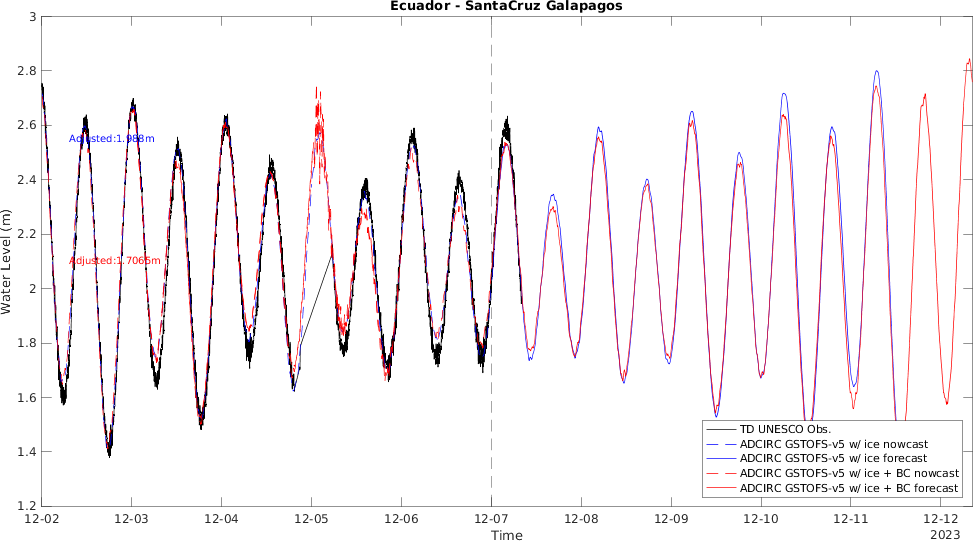 Ecuador - SantaCruz Galapagos
3
2.8
2.6
2.4
2.2
2
1.8
1.6
1.4
1.2
Water Level (m)
Adjusted:1.988m
Adjusted:1.7065m
TD UNESCO Obs.
ADCIRC GSTOFS-v5 w/ ice nowcast
ADCIRC GSTOFS-v5 w/ ice forecast
ADCIRC GSTOFS-v5 w/ ice + BC nowcast
ADCIRC GSTOFS-v5 w/ ice + BC forecast
12-02 12-03 12-04 12-05 12-06 12-07 12-08 12-09 12-10 12-11 12-12
Time
2023